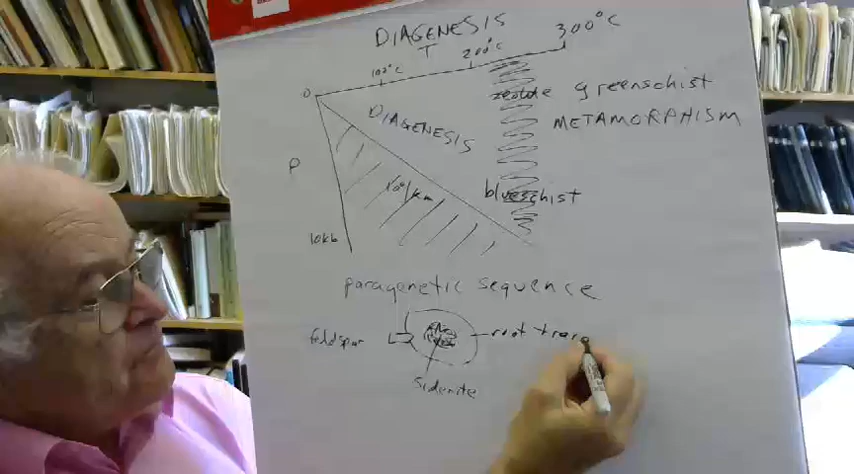 DIAGENESIS
T
0 100°C 200°C 300°C
zeolite greenschist
DIAGENESIS
METAMORPHISM
P
10°/km
blueschist
10kb
paragenetic sequence
feldspar
root trace
Siderite